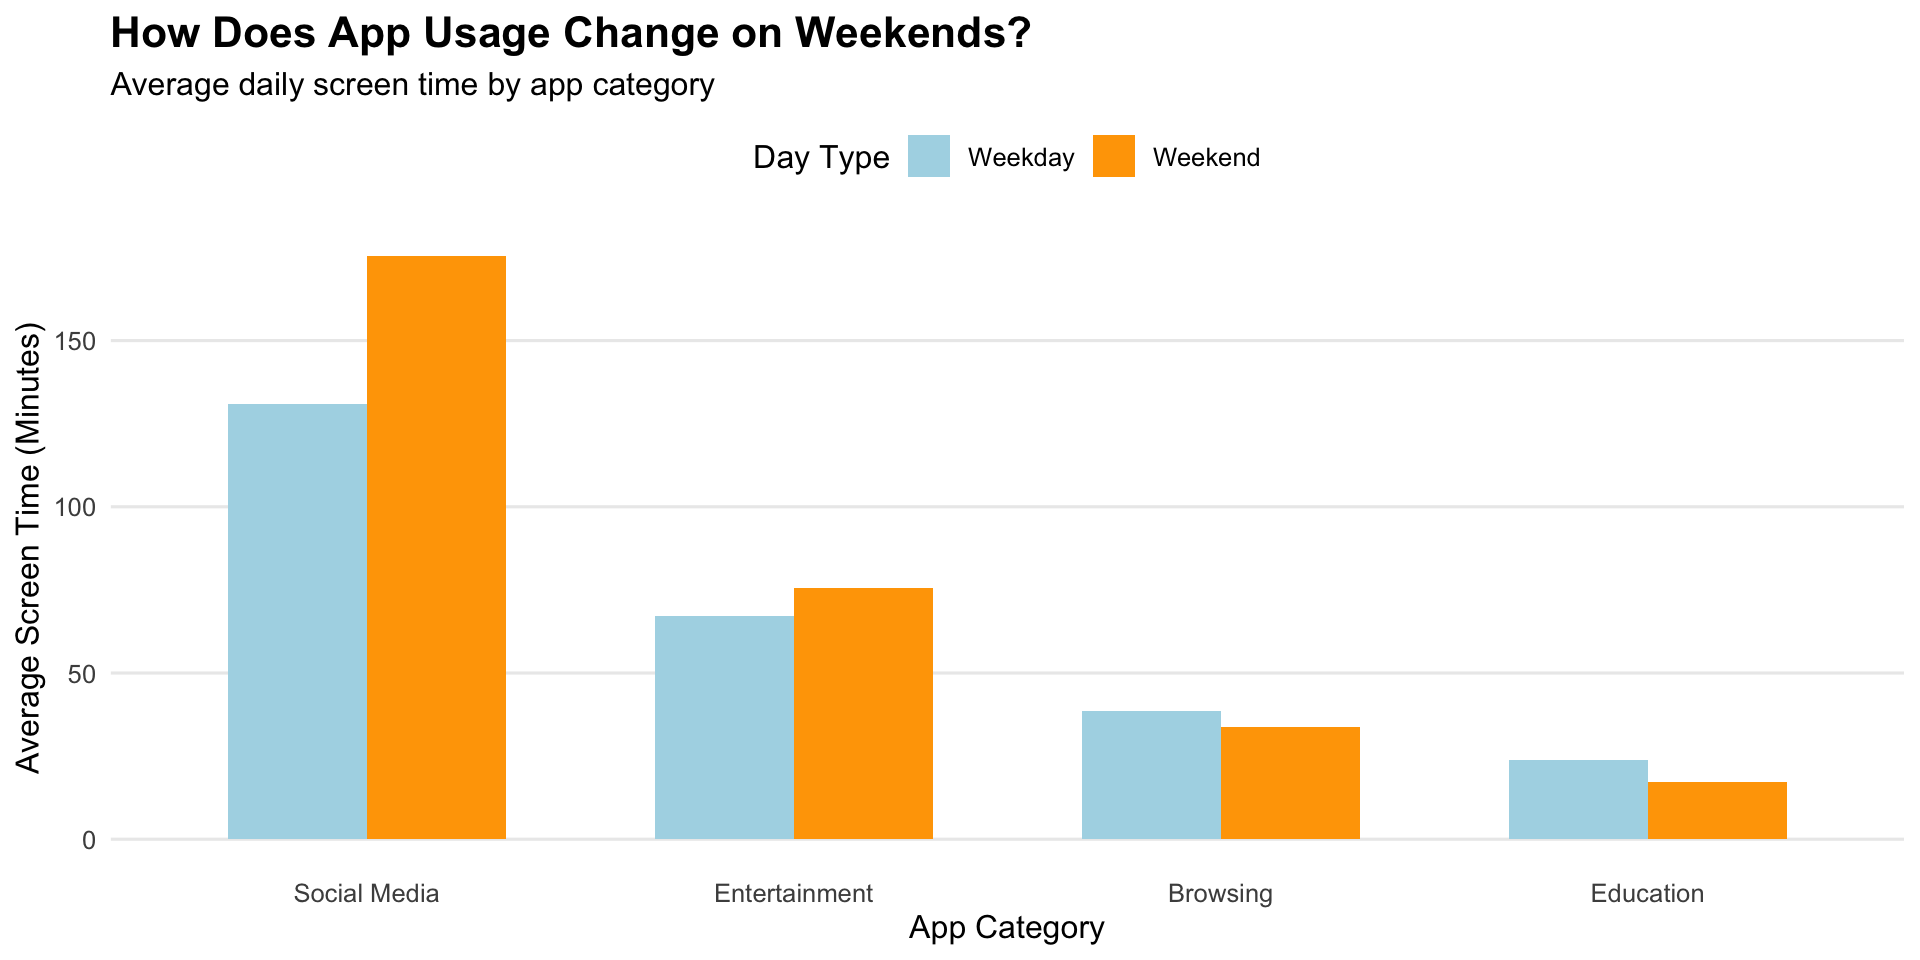 How Does App Usage Change on Weekends?
Average daily screen time by app category
Day Type Weekday Weekend
Average Screen Time (Minutes)
150
100
50
0
Social Media Entertainment Browsing Education
App Category